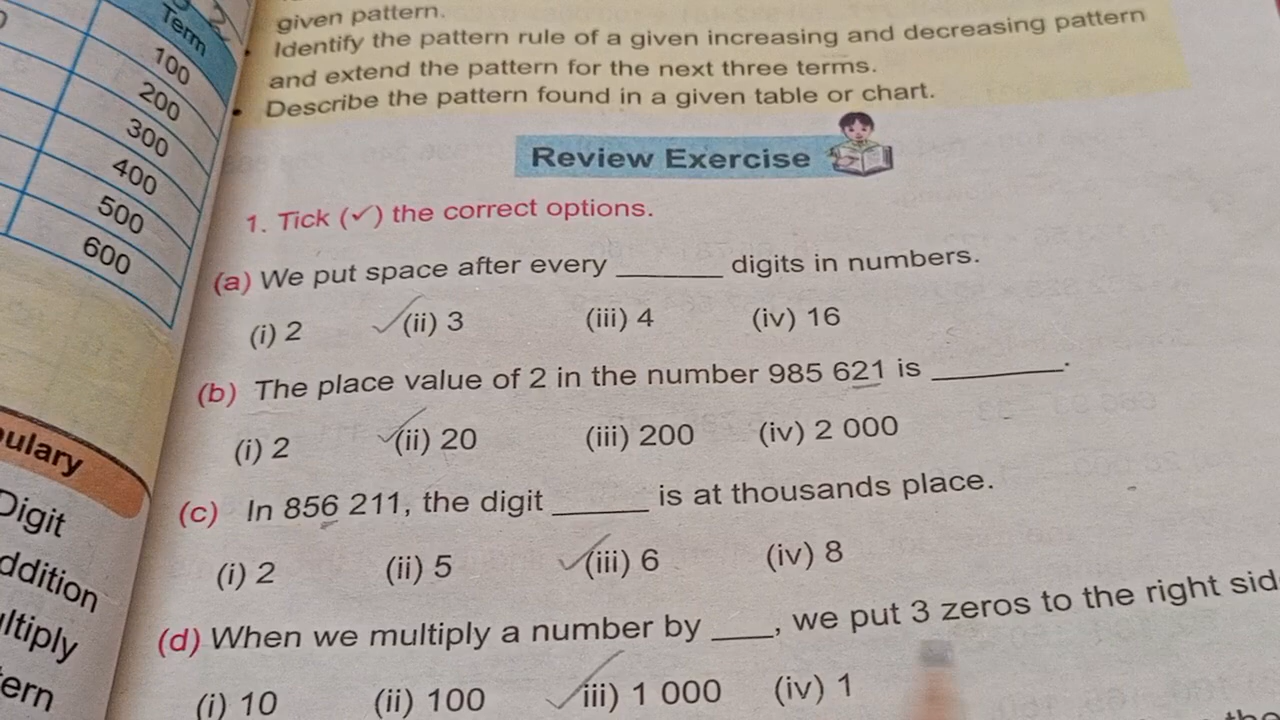 Term
100
200
300
400
500
600
ulary
Digit
ddition
ltiply
ern
given pattern.
• Identify the pattern rule of a given increasing and decreasing pattern
and extend the pattern for the next three terms.
• Describe the pattern found in a given table or chart.
Review Exercise
1. Tick (✓) the correct options.
(a) We put space after every ______ digits in numbers.
(i) 2 ✓(ii) 3 (iii) 4 (iv) 16
(b) The place value of 2 in the number 985 621 is ________.
(i) 2 ✓(ii) 20 (iii) 200 (iv) 2 000
(c) In 856 211, the digit ______ is at thousands place.
(i) 2 (ii) 5 ✓(iii) 6 (iv) 8
(d) When we multiply a number by ____, we put 3 zeros to the right sid
(i) 10 (ii) 100 ✓iii) 1 000 (iv) 1